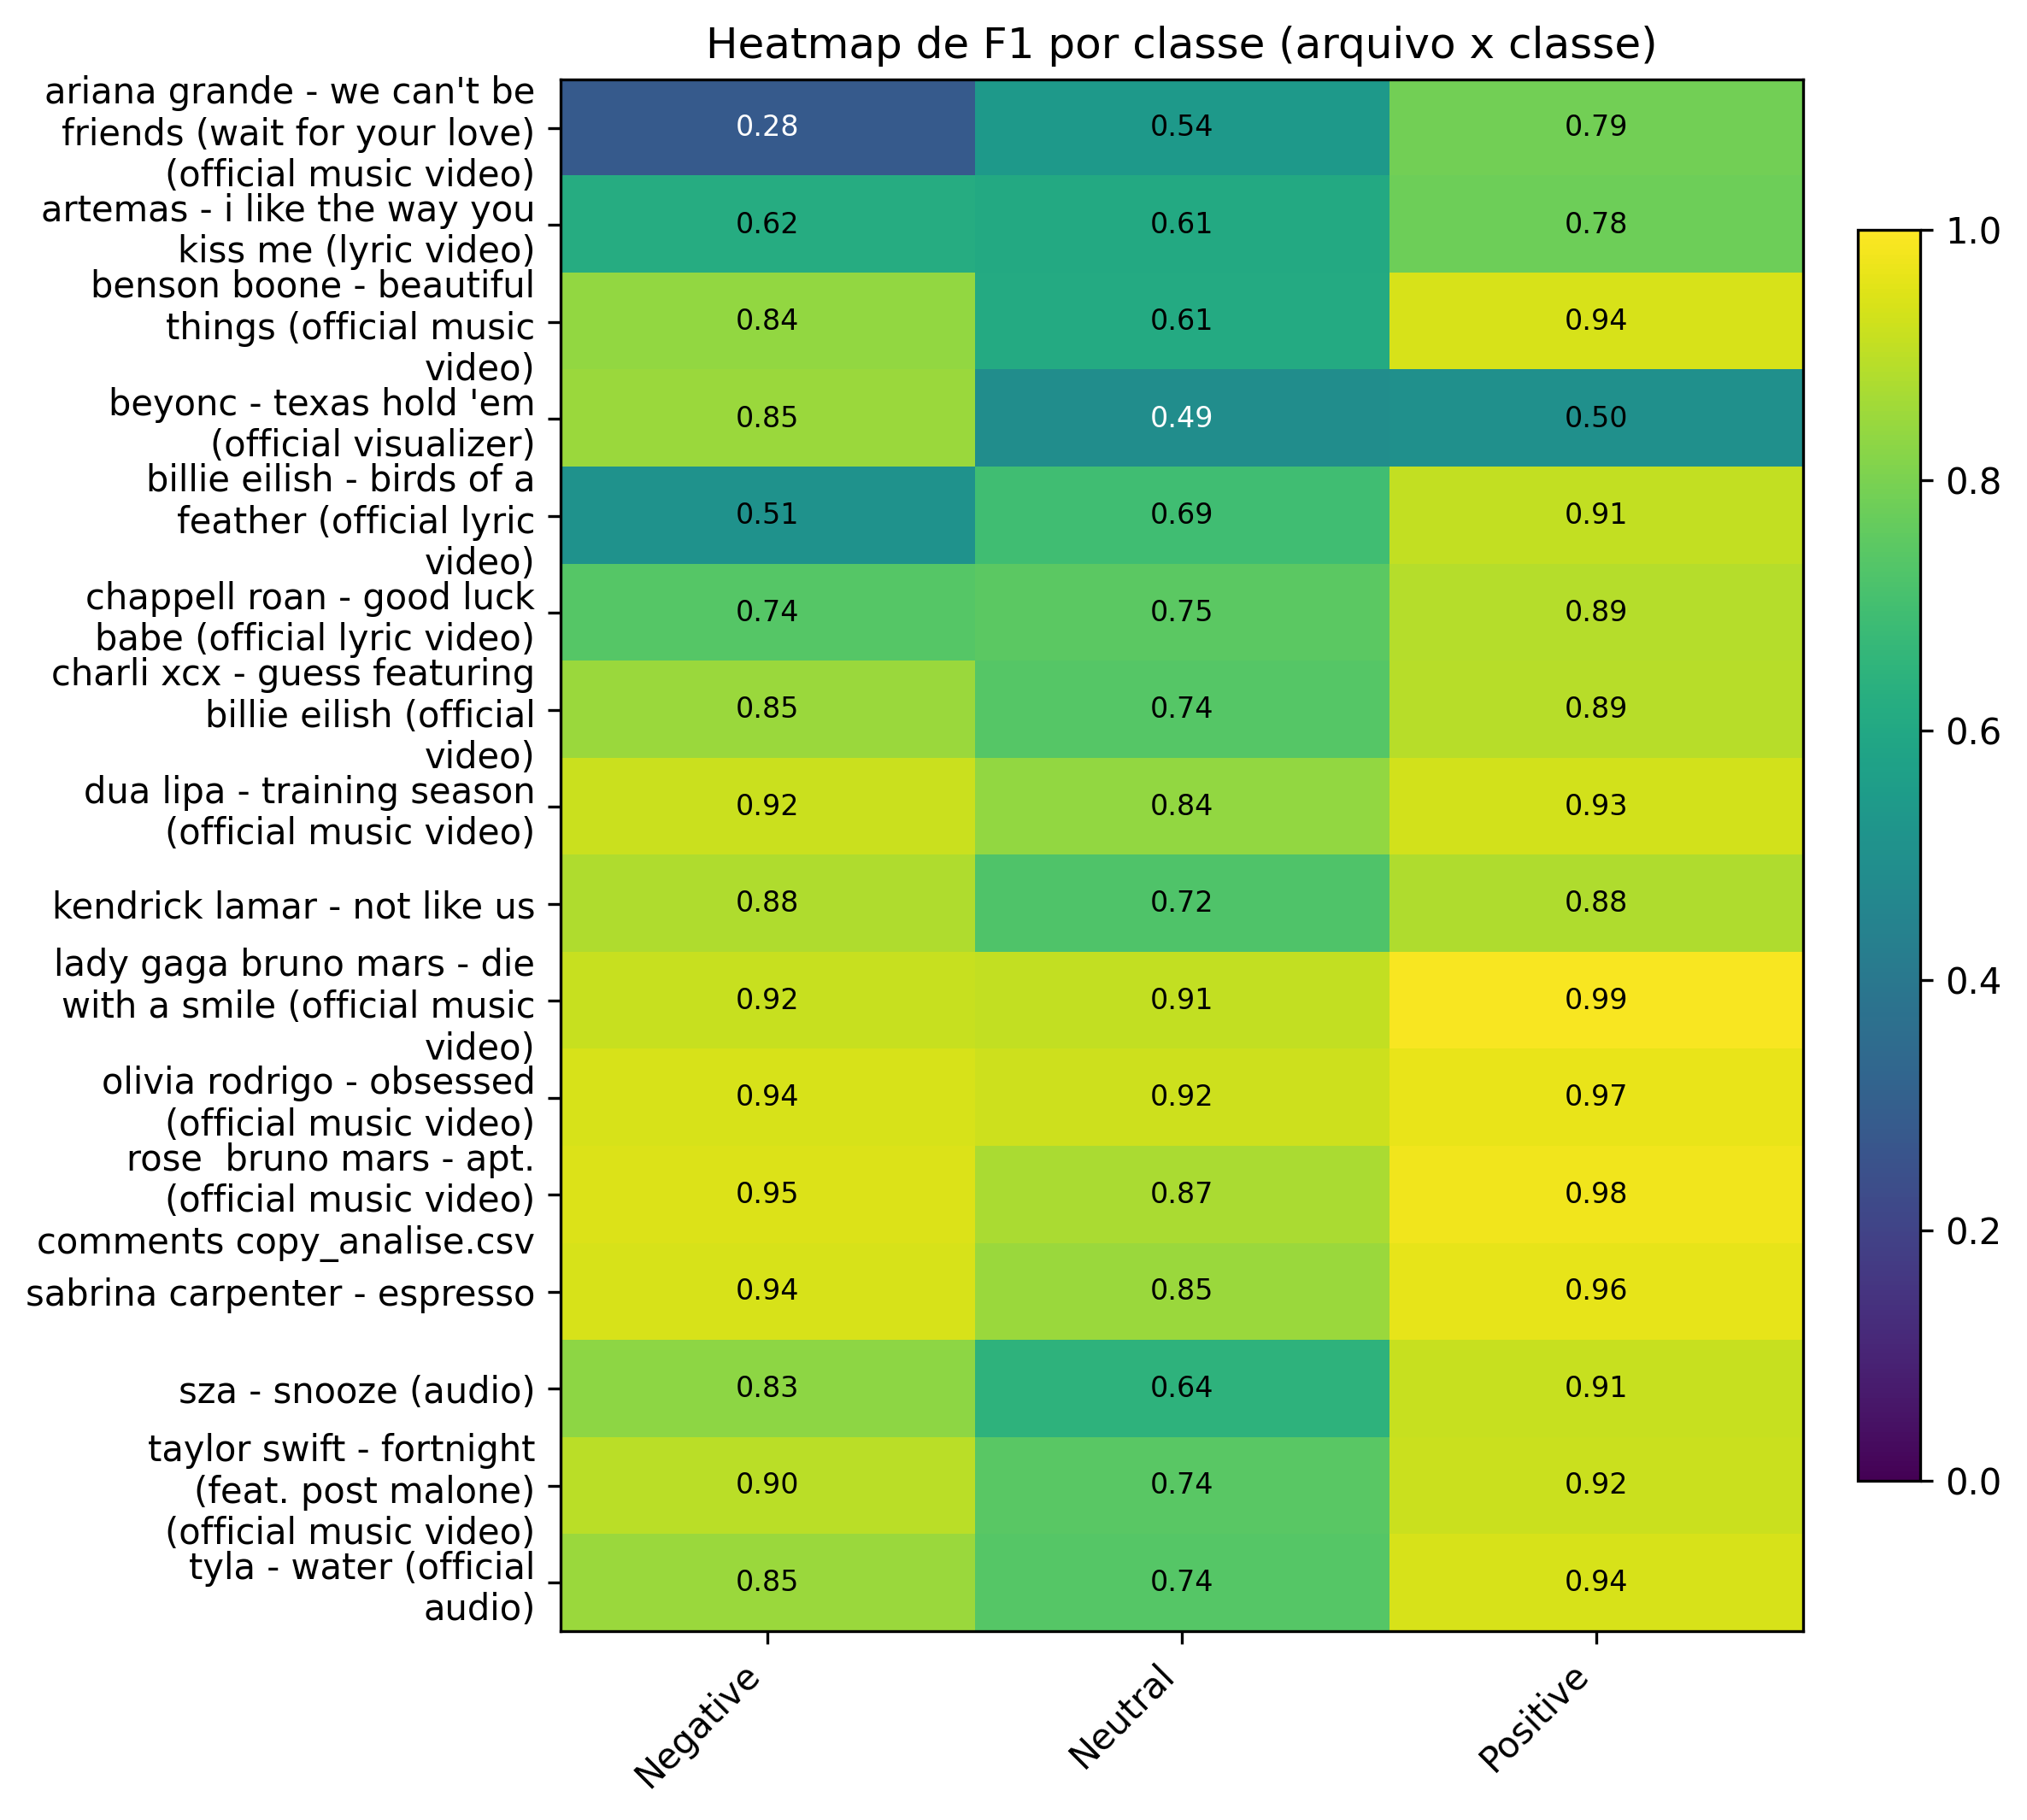 Heatmap de F1 por classe (arquivo x classe)
ariana grande - we can't be
friends (wait for your love)
(official music video)
0.28 0.54 0.79
artemas - i like the way you
kiss me (lyric video)
0.62 0.61 0.78
benson boone - beautiful
things (official music
video)
0.84 0.61 0.94
beyonc - texas hold 'em
(official visualizer)
0.85 0.49 0.50
billie eilish - birds of a
feather (official lyric
video)
0.51 0.69 0.91
chappell roan - good luck
babe (official lyric video)
0.74 0.75 0.89
charli xcx - guess featuring
billie eilish (official
video)
0.85 0.74 0.89
dua lipa - training season
(official music video)
0.92 0.84 0.93
kendrick lamar - not like us
0.88 0.72 0.88
lady gaga bruno mars - die
with a smile (official music
video)
0.92 0.91 0.99
olivia rodrigo - obsessed
(official music video)
0.94 0.92 0.97
rose  bruno mars - apt.
(official music video)
comments copy_analise.csv
0.95 0.87 0.98
sabrina carpenter - espresso
0.94 0.85 0.96
sza - snooze (audio)
0.83 0.64 0.91
taylor swift - fortnight
(feat. post malone)
(official music video)
0.90 0.74 0.92
tyla - water (official
audio)
0.85 0.74 0.94
Negative Neutral Positive
1.0
0.8
0.6
0.4
0.2
0.0